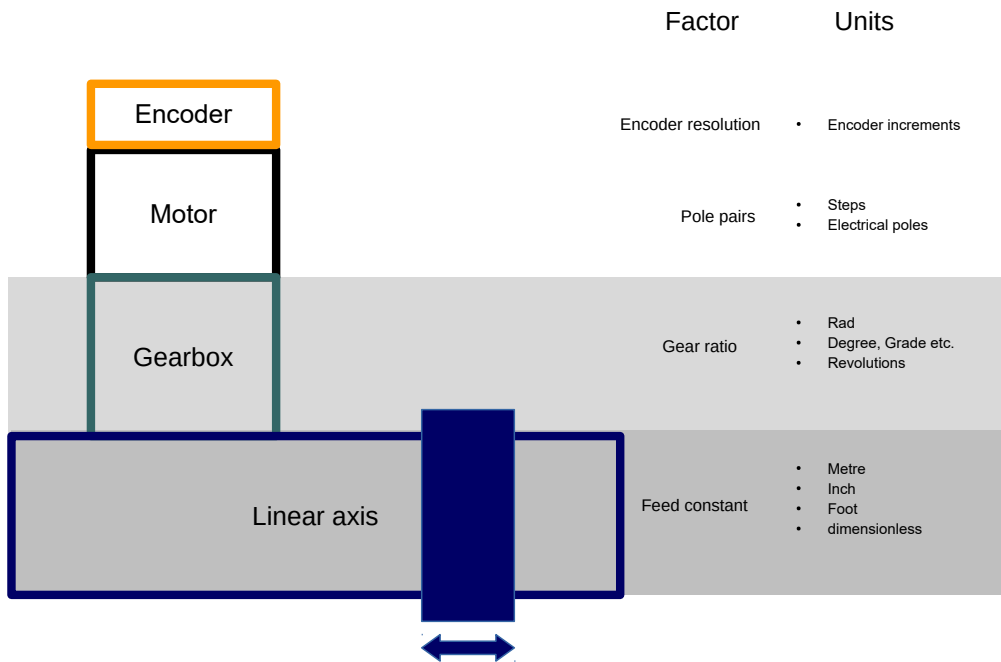 Factor Units
Encoder
Encoder resolution • Encoder increments
Motor
Pole pairs
• Steps
• Electrical poles
Gearbox
Gear ratio
• Rad
• Degree, Grade etc.
• Revolutions
Linear axis
Feed constant
• Metre
• Inch
• Foot
• dimensionless